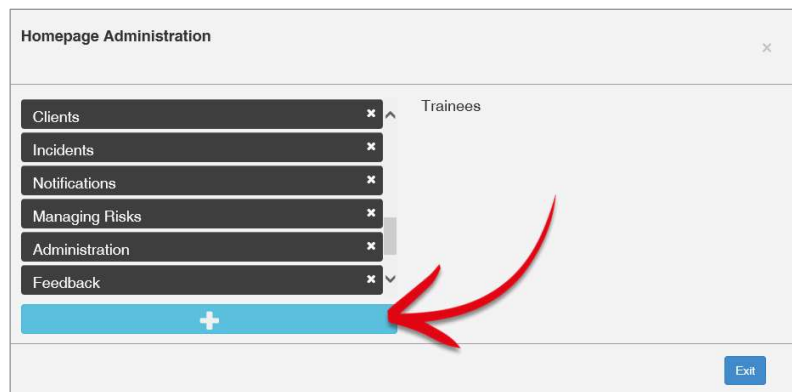 Homepage Administration
Clients
Trainees
Incidents
Notifications
Managing Risks
Administration
Feedback
Exit